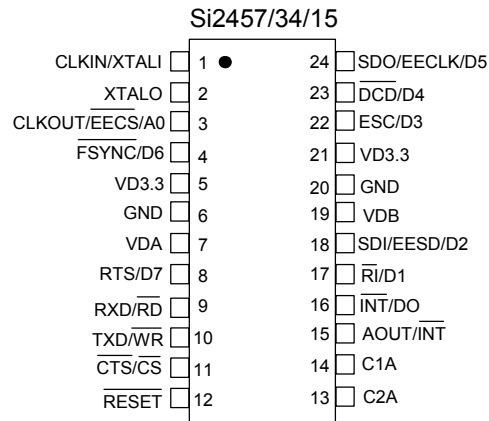 Si2457/34/15
CLKIN/XTALI 1 24 SDO/EECLK/D5
XTALO 2 23 DCD/D4
CLKOUT/EECS/A0 3 22 ESC/D3
FSYNC/D6 4 21 VD3.3
VD3.3 5 20 GND
GND 6 19 VDB
VDA 7 18 SDI/EESD/D2
RTS/D7 8 17 RI/D1
RXD/RD 9 16 INT/DO
TXD/WR 10 15 AOUT/INT
CTS/CS 11 14 C1A
RESET 12 13 C2A